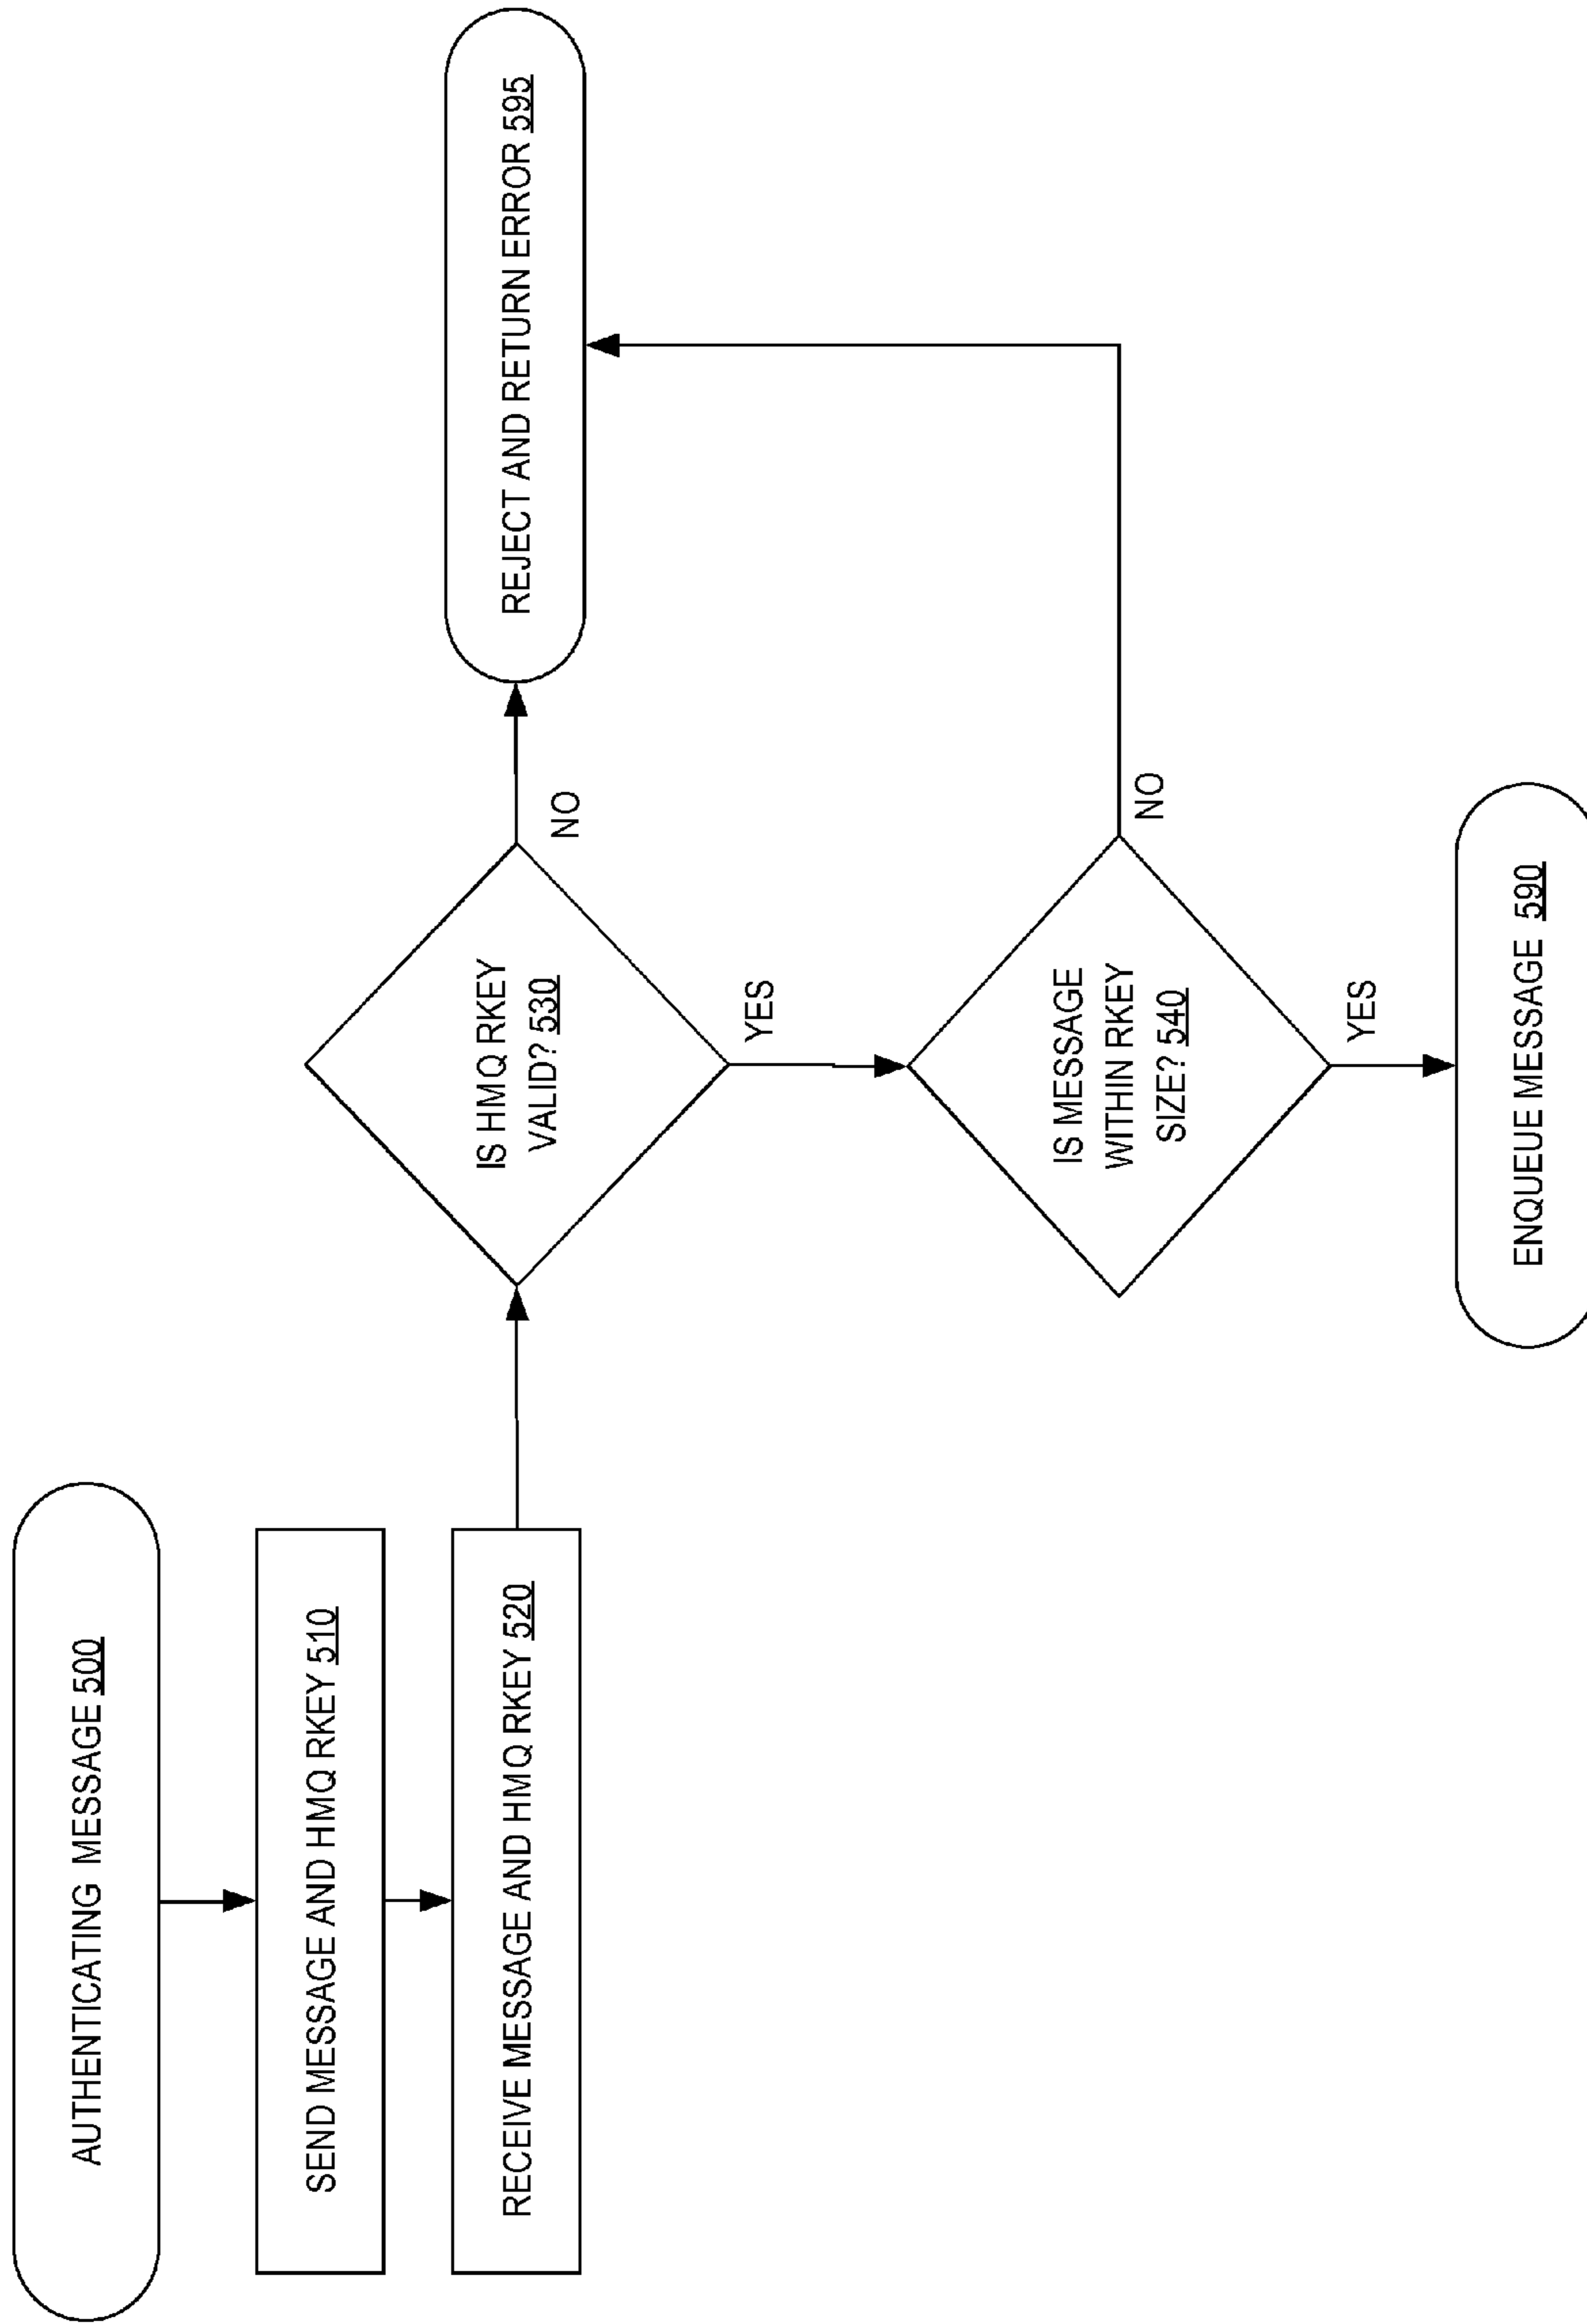 AUTHENTICATING MESSAGE 500
SEND MESSAGE AND HMQ RKEY 510
RECEIVE MESSAGE AND HMQ RKEY 520
IS HMQ RKEY
VALID? 530
NO
REJECT AND RETURN ERROR 595
YES
IS MESSAGE
WITHIN RKEY
SIZE? 540
NO
YES
ENQUEUE MESSAGE 590